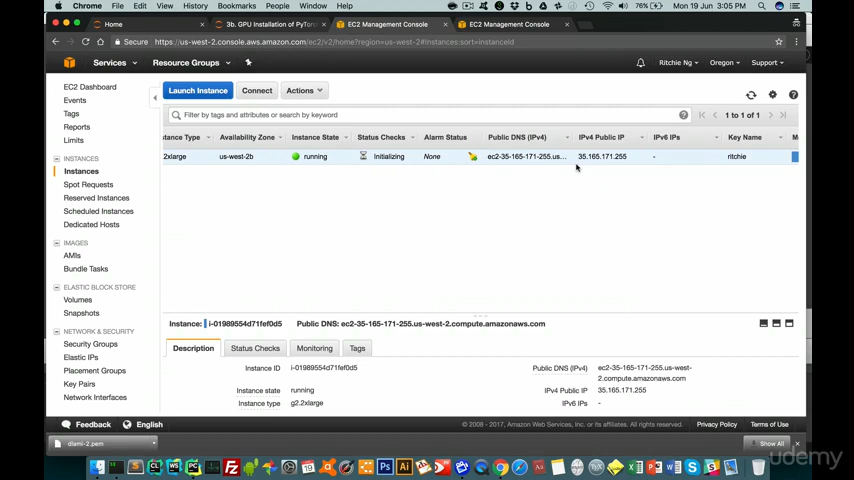 Chrome File Edit View History Bookmarks People Window Help 76% Mon 19 Jun 3:05 PM
Home 3b. GPU Installation of PyTor EC2 Management Console EC2 Management Console
Secure https://us-west-2.console.aws.amazon.com/ec2/v2/home?region=us-west-2#Instances:sort=instanceId
Services Resource Groups Ritchie Ng Oregon Support
EC2 Dashboard
Events
Tags
Reports
Limits
INSTANCES
Instances
Spot Requests
Reserved Instances
Scheduled Instances
Dedicated Hosts
IMAGES
AMIs
Bundle Tasks
ELASTIC BLOCK STORE
Volumes
Snapshots
NETWORK & SECURITY
Security Groups
Elastic IPs
Placement Groups
Key Pairs
Network Interfaces
Launch Instance Connect Actions
Filter by tags and attributes or search by keyword 1 to 1 of 1
stance Type Availability Zone Instance State Status Checks Alarm Status Public DNS (IPv4) IPv4 Public IP IPv6 IPs Key Name M
2xlarge us-west-2b running Initializing None ec2-35-165-171-255.us... 35.165.171.255 - ritchie
Instance: i-01989554d71fef0d5 Public DNS: ec2-35-165-171-255.us-west-2.compute.amazonaws.com
Description Status Checks Monitoring Tags
Instance ID i-01989554d71fef0d5 Public DNS (IPv4) ec2-35-165-171-255.us-west-
2.compute.amazonaws.com
Instance state running IPv4 Public IP 35.165.171.255
Instance type g2.2xlarge IPv6 IPs -
Feedback English © 2008 - 2017, Amazon Web Services, Inc. or its affiliates. All rights reserved. Privacy Policy Terms of Use
dlami-2.pem Show All
udemy